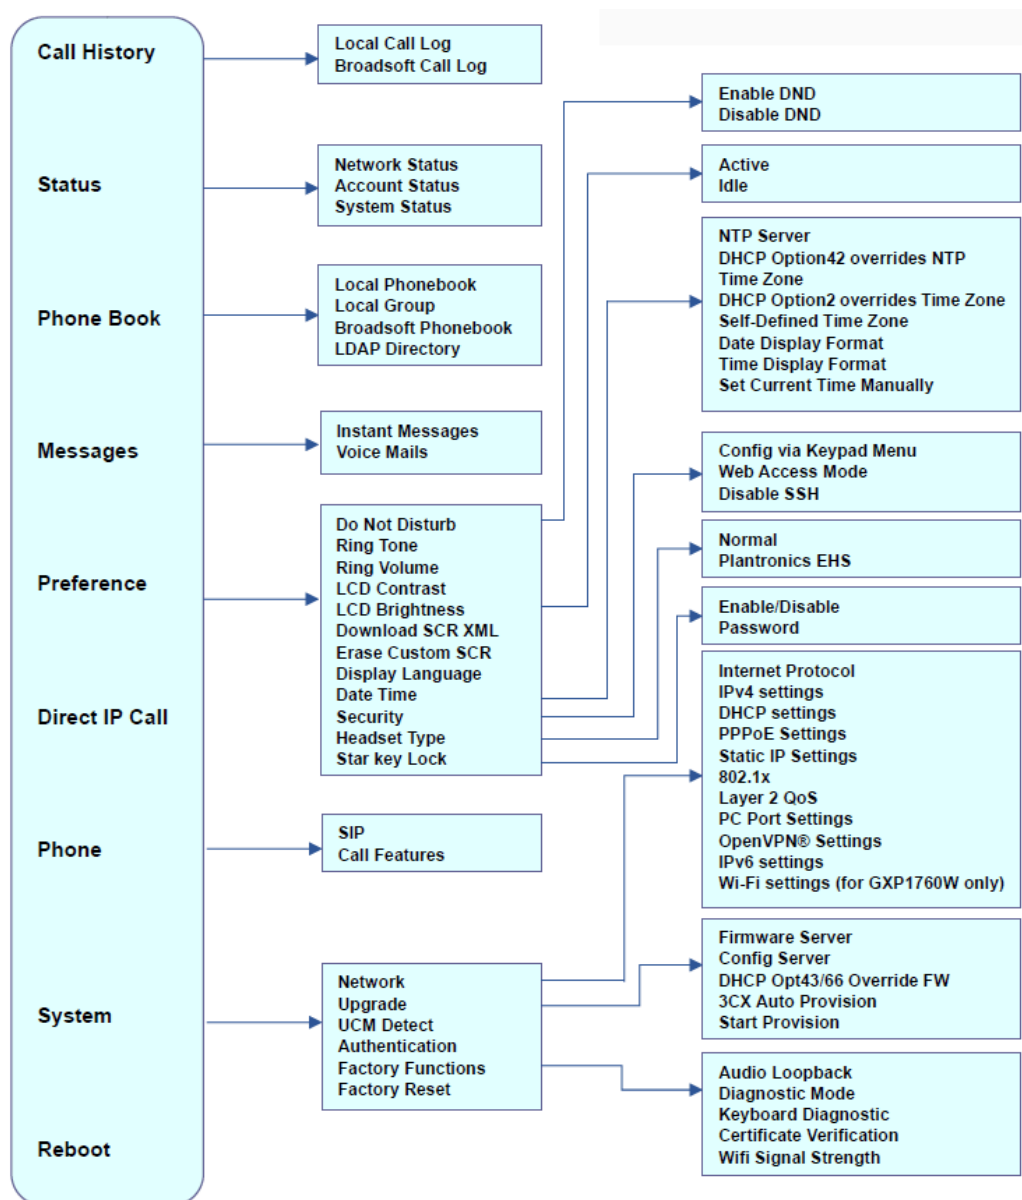 Call History
Local Call Log
Broadsoft Call Log
Enable DND
Disable DND
Status
Network Status
Account Status
System Status
Active
Idle
NTP Server
DHCP Option42 overrides NTP
Time Zone
DHCP Option2 overrides Time Zone
Self-Defined Time Zone
Date Display Format
Time Display Format
Set Current Time Manually
Phone Book
Local Phonebook
Local Group
Broadsoft Phonebook
LDAP Directory
Messages
Instant Messages
Voice Mails
Config via Keypad Menu
Web Access Mode
Disable SSH
Preference
Do Not Disturb
Ring Tone
Ring Volume
LCD Contrast
LCD Brightness
Download SCR XML
Erase Custom SCR
Display Language
Date Time
Security
Headset Type
Star key Lock
Normal
Plantronics EHS
Enable/Disable
Password
Direct IP Call
Internet Protocol
IPv4 settings
DHCP settings
PPPoE Settings
Static IP Settings
802.1x
Layer 2 QoS
PC Port Settings
OpenVPN® Settings
IPv6 settings
Wi-Fi settings (for GXP1760W only)
Phone
SIP
Call Features
System
Network
Upgrade
UCM Detect
Authentication
Factory Functions
Factory Reset
Firmware Server
Config Server
DHCP Opt43/66 Override FW
3CX Auto Provision
Start Provision
Audio Loopback
Diagnostic Mode
Keyboard Diagnostic
Certificate Verification
Wifi Signal Strength
Reboot